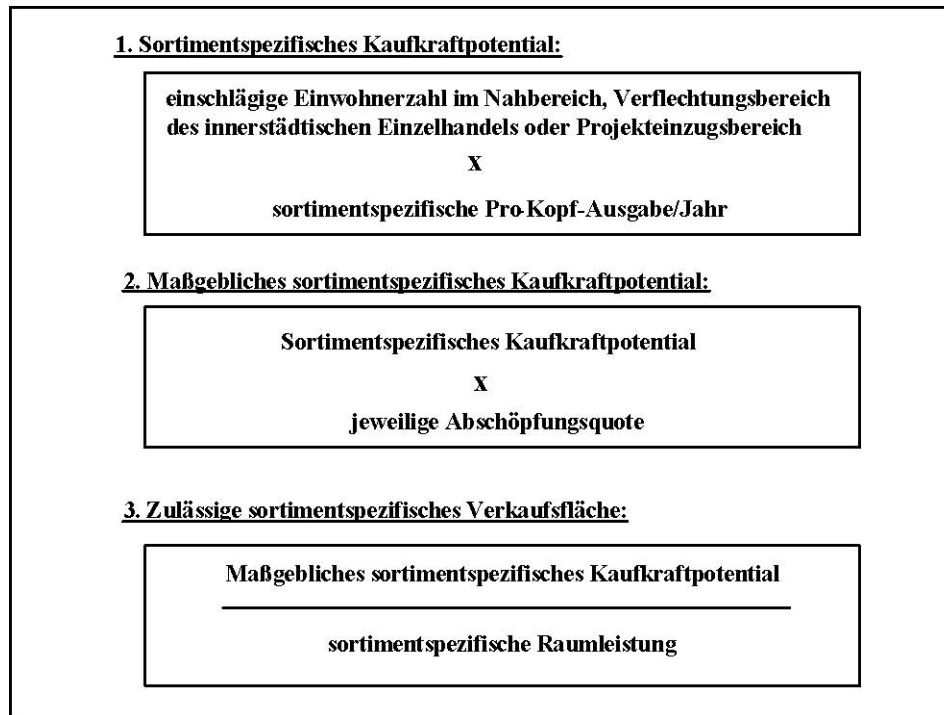 1. Sortimentspezifisches Kaufkraftpotential:
einschlägige Einwohnerzahl im Nahbereich, Verflechtungsbereich
des innerstädtischen Einzelhandels oder Projekteinzugsbereich
x
sortimentspezifische Pro-Kopf-Ausgabe/Jahr
2. Maßgebliches sortimentspezifisches Kaufkraftpotential:
Sortimentspezifisches Kaufkraftpotential
x
jeweilige Abschöpfungsquote
3. Zulässige sortimentspezifisches Verkaufsfläche:
Maßgebliches sortimentspezifisches Kaufkraftpotential
sortimentspezifische Raumleistung